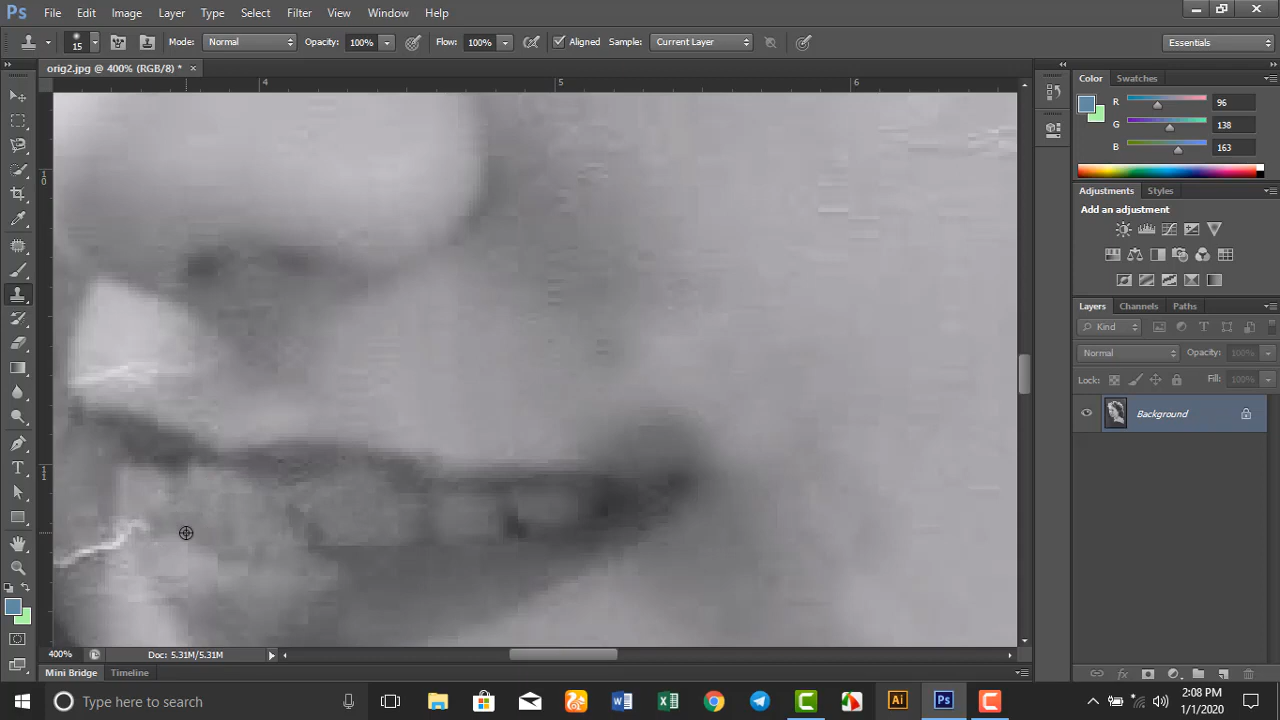 Ps File Edit Image Layer Type Select Filter View Window Help
15 Mode: Normal Opacity: 100% Flow: 100% Aligned Sample: Current Layer Essentials
orig2.jpg @ 400% (RGB/8) * ×
4 5 6
10
11
Color Swatches
R 96
G 138
B 163
Adjustments Styles
Add an adjustment
Layers Channels Paths
Kind
Normal Opacity: 100%
Lock: Fill: 100%
Background
400% Doc: 5.31M/5.31M
Mini Bridge Timeline
Type here to search
2:08 PM
1/1/2020